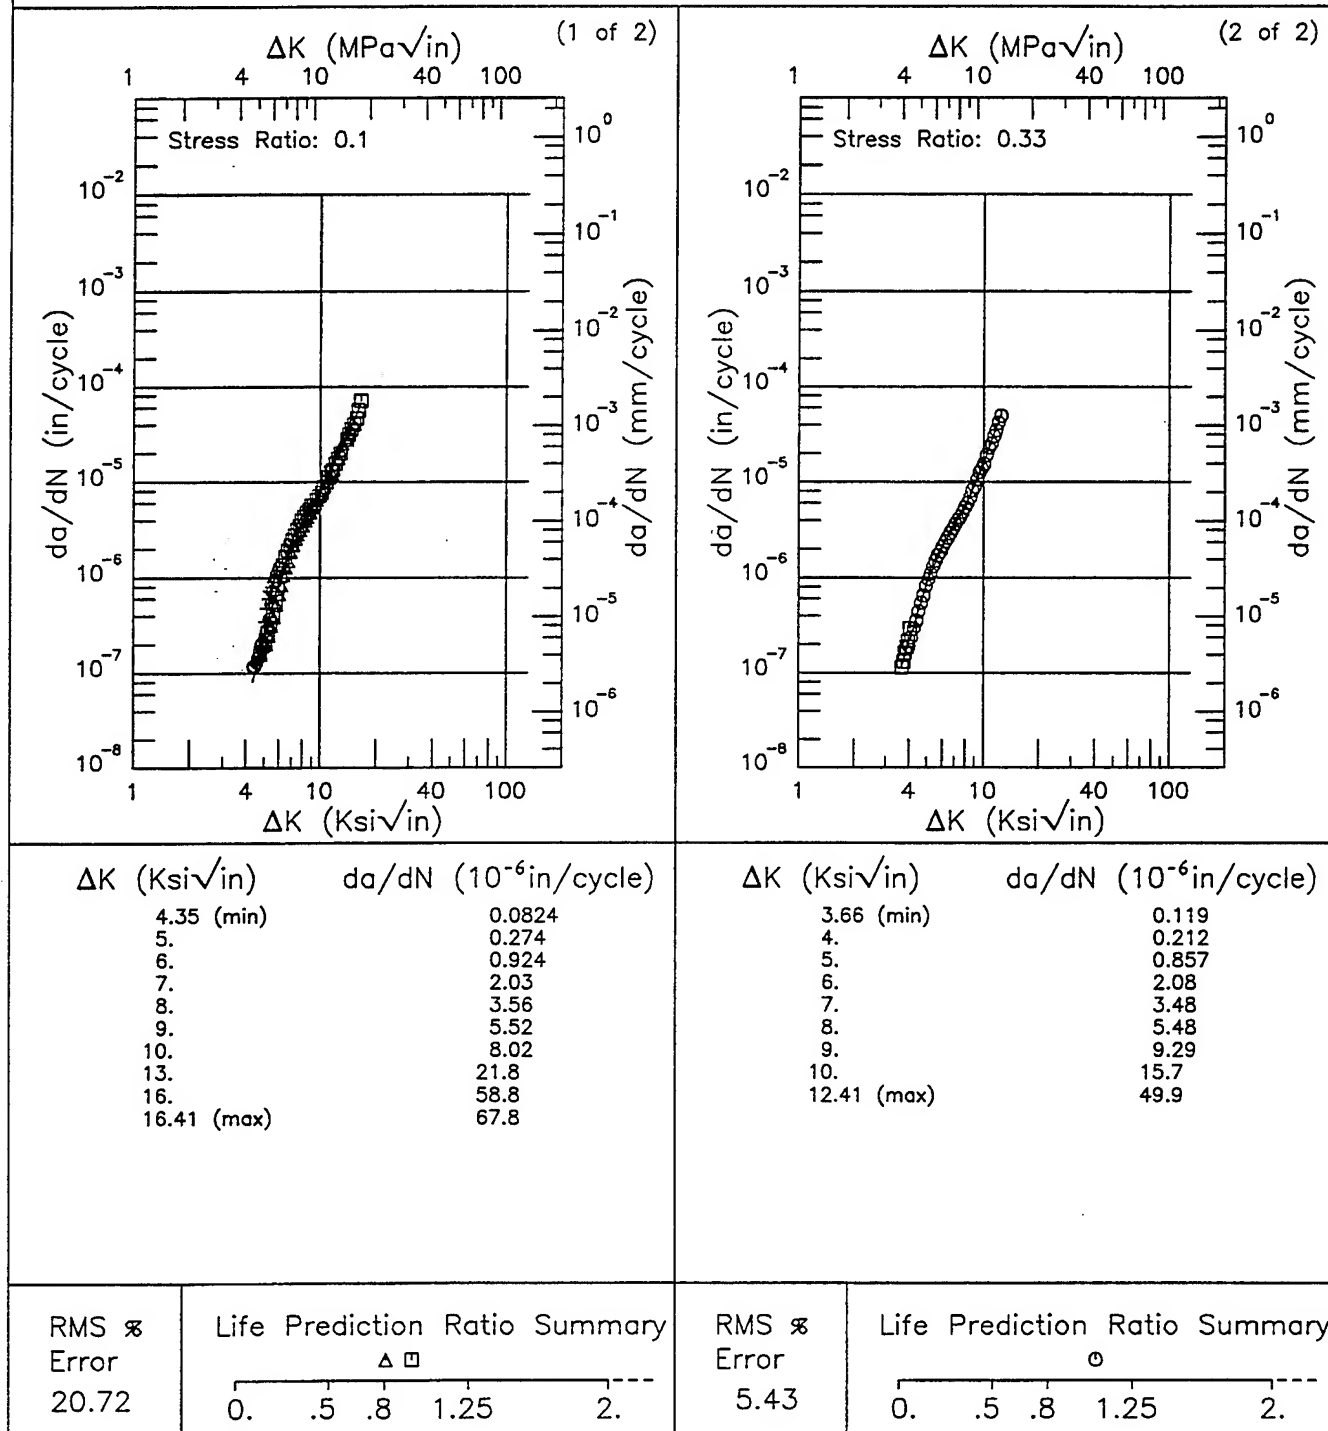 (1 of 2)
ΔK (MPa√in)
1 4 10 40 100
Stress Ratio: 0.1
da/dN (in/cycle)
10⁻²
10⁻³
10⁻⁴
10⁻⁵
10⁻⁶
10⁻⁷
10⁻⁸
da/dN (mm/cycle)
10⁰
10⁻¹
10⁻²
10⁻³
10⁻⁴
10⁻⁵
10⁻⁶
1 4 10 40 100
ΔK (Ksi√in)
ΔK (Ksi√in) da/dN (10⁻⁶in/cycle)
4.35 (min) 0.0824
5. 0.274
6. 0.924
7. 2.03
8. 3.56
9. 5.52
10. 8.02
13. 21.8
16. 58.8
16.41 (max) 67.8
RMS % Error
20.72
Life Prediction Ratio Summary
0. .5 .8 1.25 2.
(2 of 2)
ΔK (MPa√in)
1 4 10 40 100
Stress Ratio: 0.33
da/dN (in/cycle)
10⁻²
10⁻³
10⁻⁴
10⁻⁵
10⁻⁶
10⁻⁷
10⁻⁸
da/dN (mm/cycle)
10⁰
10⁻¹
10⁻²
10⁻³
10⁻⁴
10⁻⁵
10⁻⁶
1 4 10 40 100
ΔK (Ksi√in)
ΔK (Ksi√in) da/dN (10⁻⁶in/cycle)
3.66 (min) 0.119
4. 0.212
5. 0.857
6. 2.08
7. 3.48
8. 5.48
9. 9.29
10. 15.7
12.41 (max) 49.9
RMS % Error
5.43
Life Prediction Ratio Summary
0. .5 .8 1.25 2.